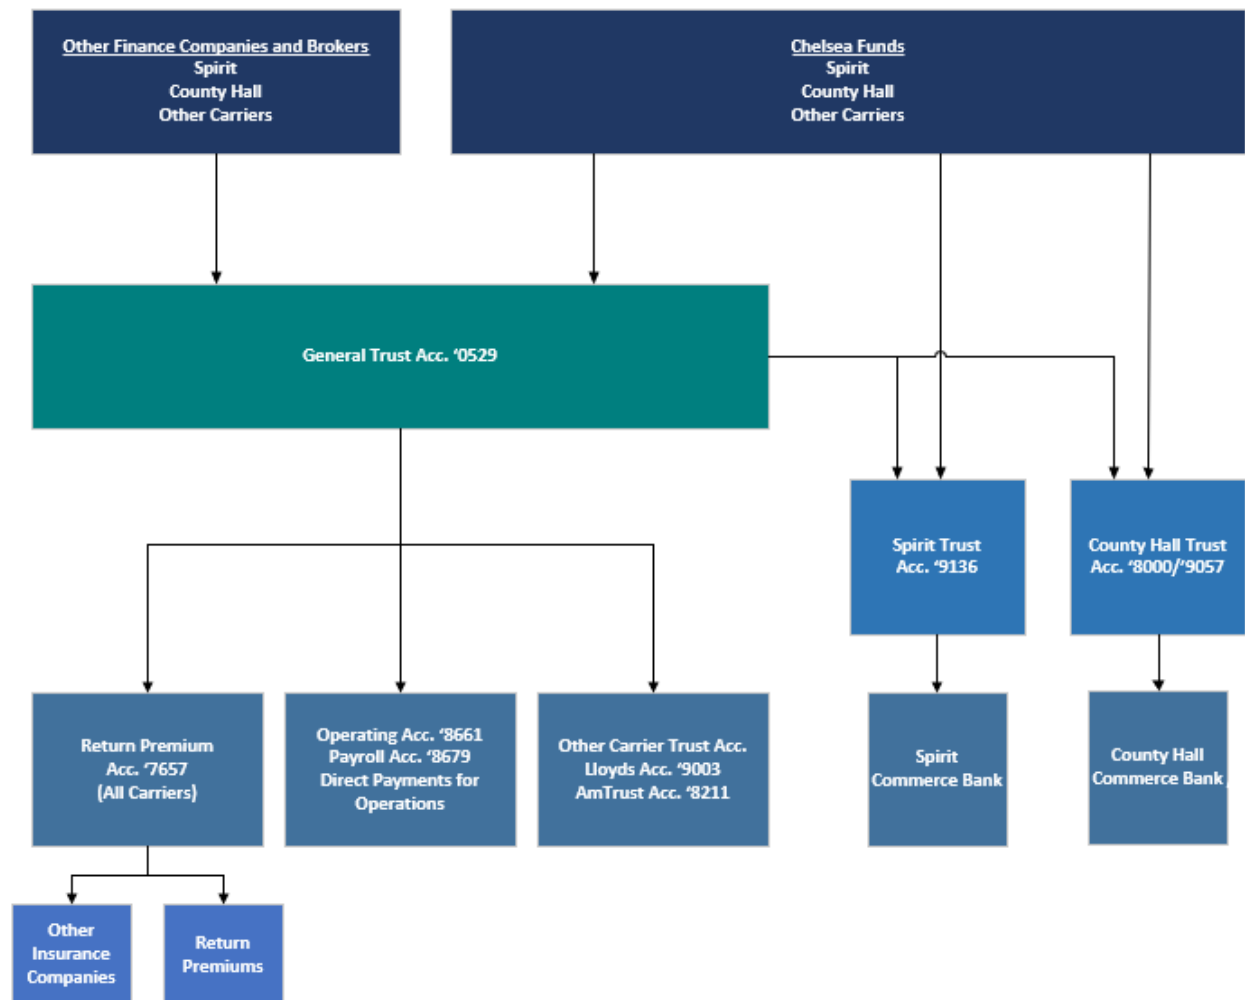 Other Finance Companies and Brokers
Spirit
County Hall
Other Carriers
Chelsea Funds
Spirit
County Hall
Other Carriers
General Trust Acc. ‘0529
Spirit Trust
Acc. ‘9136
County Hall Trust
Acc. ‘8000/’9057
Return Premium
Acc. ‘7657
(All Carriers)
Operating Acc. ‘8661
Payroll Acc. ‘8679
Direct Payments for
Operations
Other Carrier Trust Acc.
Lloyds Acc. ‘9003
AmTrust Acc. ‘8211
Spirit
Commerce Bank
County Hall
Commerce Bank
Other
Insurance
Companies
Return
Premiums